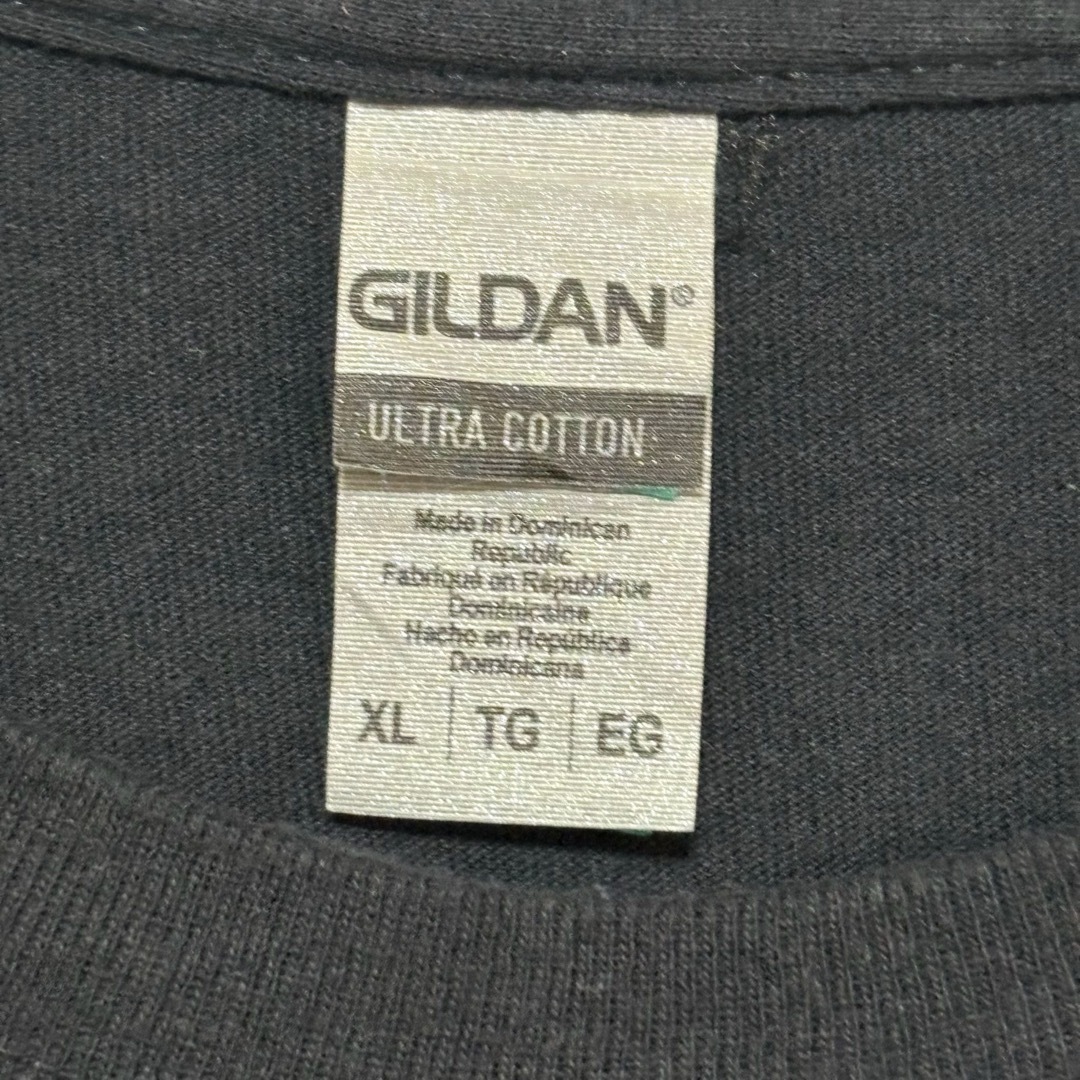 GILDAN®
ULTRA COTTON
Made in Dominican
Republic
Fabriqué en République
Dominicaine
Hecho en República
Dominicana
XL | TG | EG